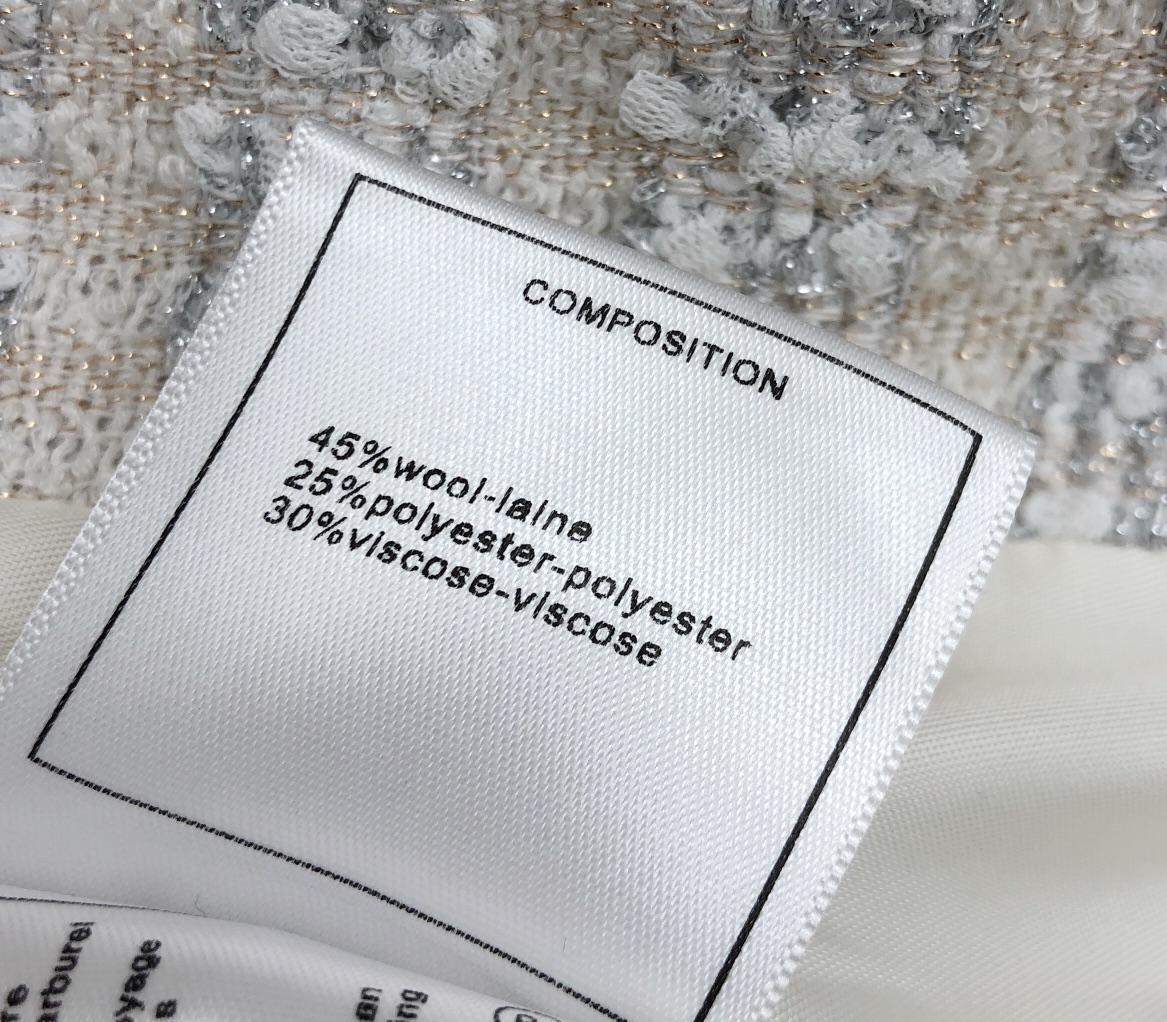 COMPOSITION
45%wool-laine
25%polyester-polyester
30%viscose-viscose